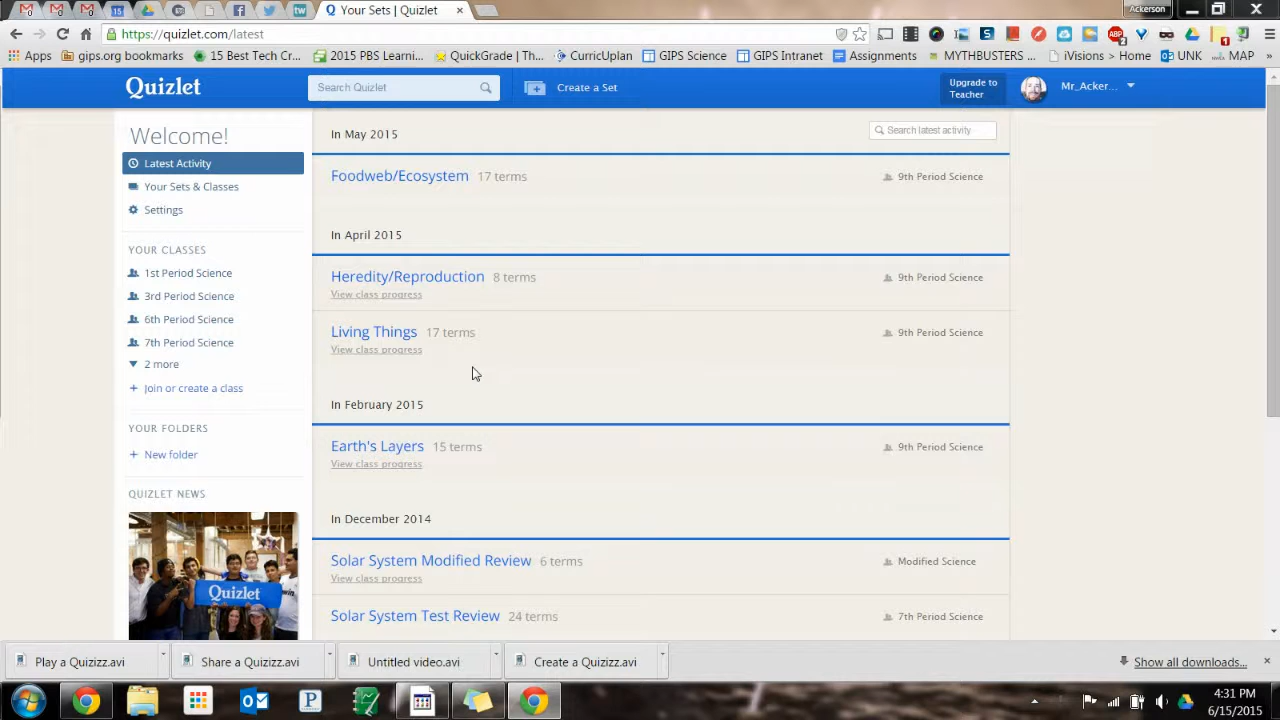 Your Sets | Quizlet
Ackerson
https://quizlet.com/latest
Apps
gips.org bookmarks
15 Best Tech Cr...
2015 PBS Learnin...
QuickGrade | Th...
CurricUplan
GIPS Science
GIPS Intranet
Assignments
MYTHBUSTERS
iVisions > Home
UNK
MAP
Quizlet
Search Quizlet
Create a Set
Upgrade to
Teacher
Mr_Acker...
Welcome!
Latest Activity
Your Sets & Classes
Settings
YOUR CLASSES
1st Period Science
3rd Period Science
6th Period Science
7th Period Science
2 more
+ Join or create a class
YOUR FOLDERS
+ New folder
QUIZLET NEWS
Quizlet
In May 2015
Search latest activity
Foodweb/Ecosystem 17 terms
9th Period Science
In April 2015
Heredity/Reproduction 8 terms
9th Period Science
View class progress
Living Things 17 terms
9th Period Science
View class progress
In February 2015
Earth's Layers 15 terms
9th Period Science
View class progress
In December 2014
Solar System Modified Review 6 terms
Modified Science
View class progress
Solar System Test Review 24 terms
7th Period Science
Play a Quizizz.avi
Share a Quizizz.avi
Untitled video.avi
Create a Quizizz.avi
Show all downloads...
4:31 PM
6/15/2015